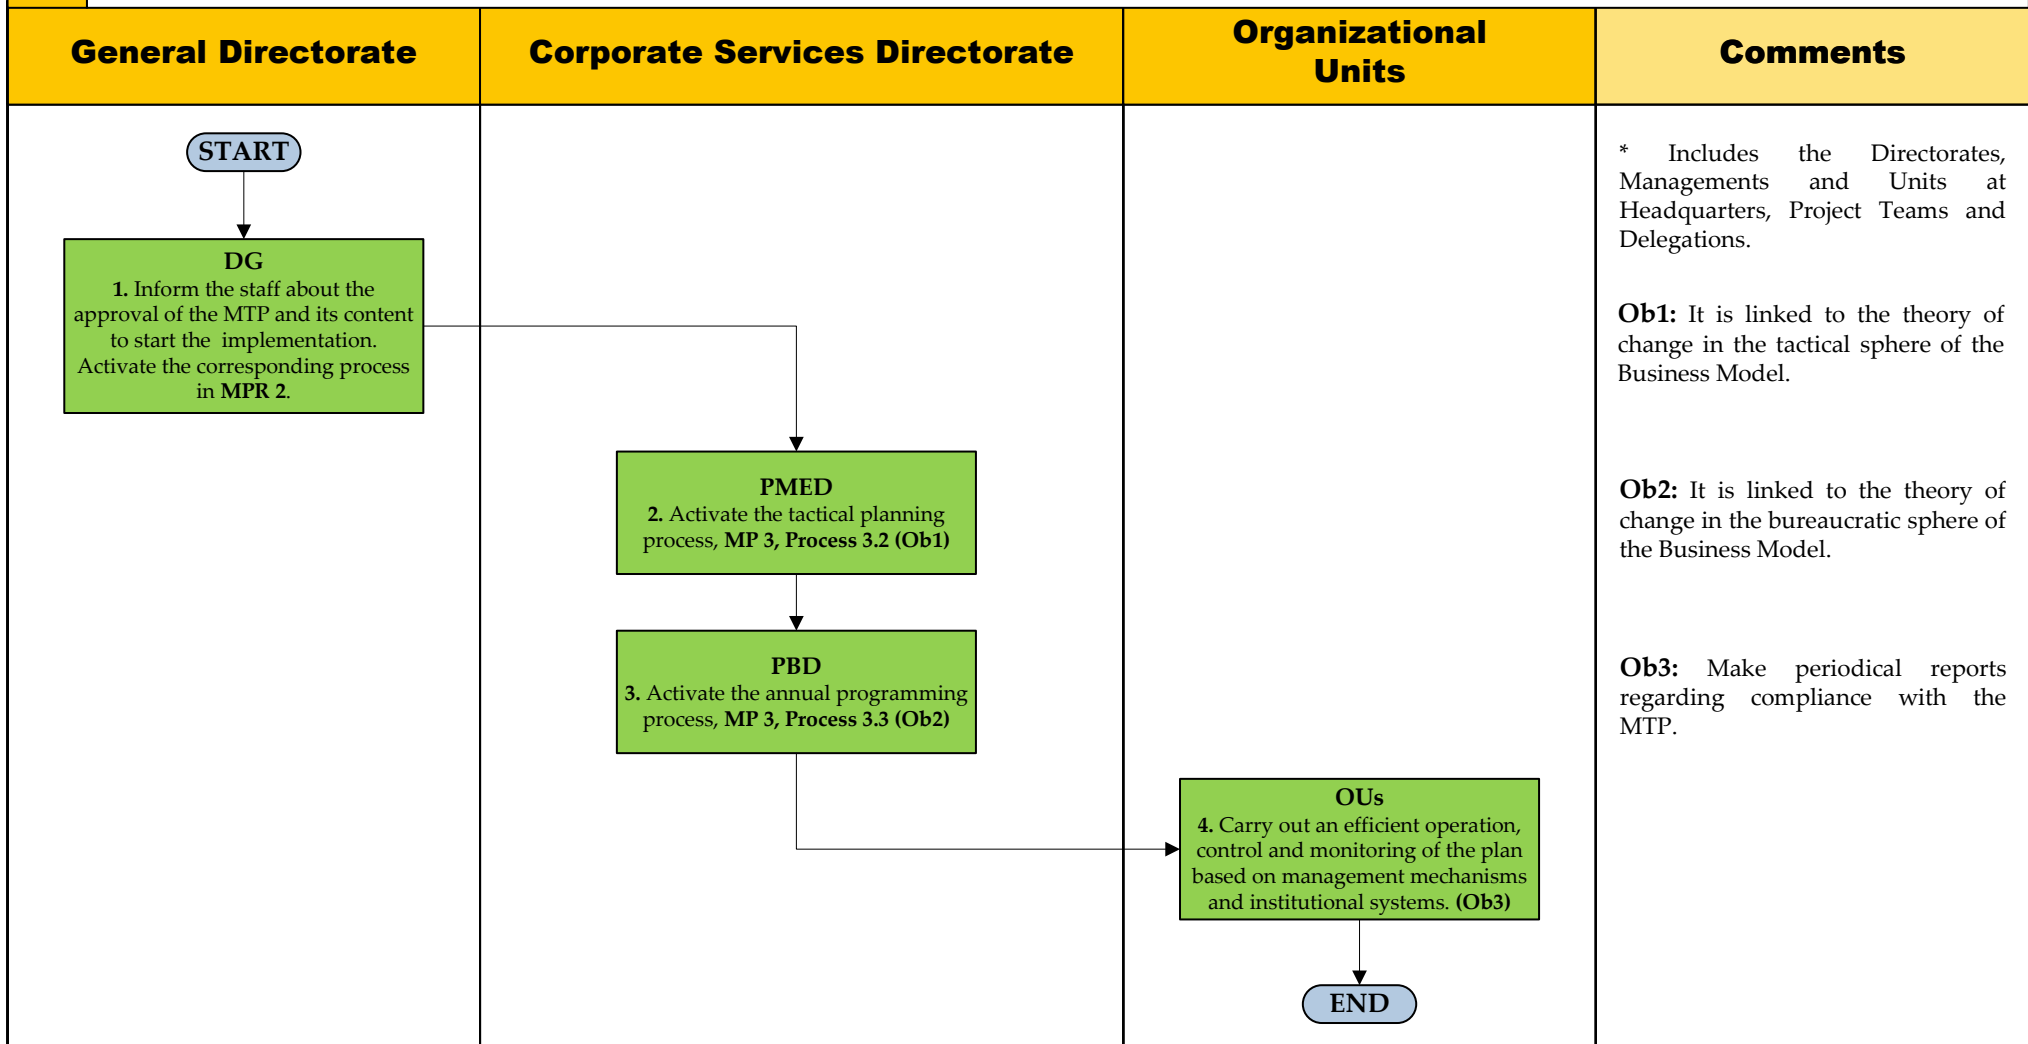 General Directorate
Corporate Services Directorate
Organizational
Units
Comments
START
DG
1. Inform the staff about the
approval of the MTP and its content
to start the implementation.
Activate the corresponding process
in MPR 2.
PMED
2. Activate the tactical planning
process, MP 3, Process 3.2 (Ob1)
PBD
3. Activate the annual programming
process, MP 3, Process 3.3 (Ob2)
OUs
4. Carry out an efficient operation,
control and monitoring of the plan
based on management mechanisms
and institutional systems. (Ob3)
END
* Includes the Directorates,
Managements and Units at
Headquarters, Project Teams and
Delegations.
Ob1: It is linked to the theory of
change in the tactical sphere of the
Business Model.
Ob2: It is linked to the theory of
change in the bureaucratic sphere of
the Business Model.
Ob3: Make periodical reports
regarding compliance with the
MTP.